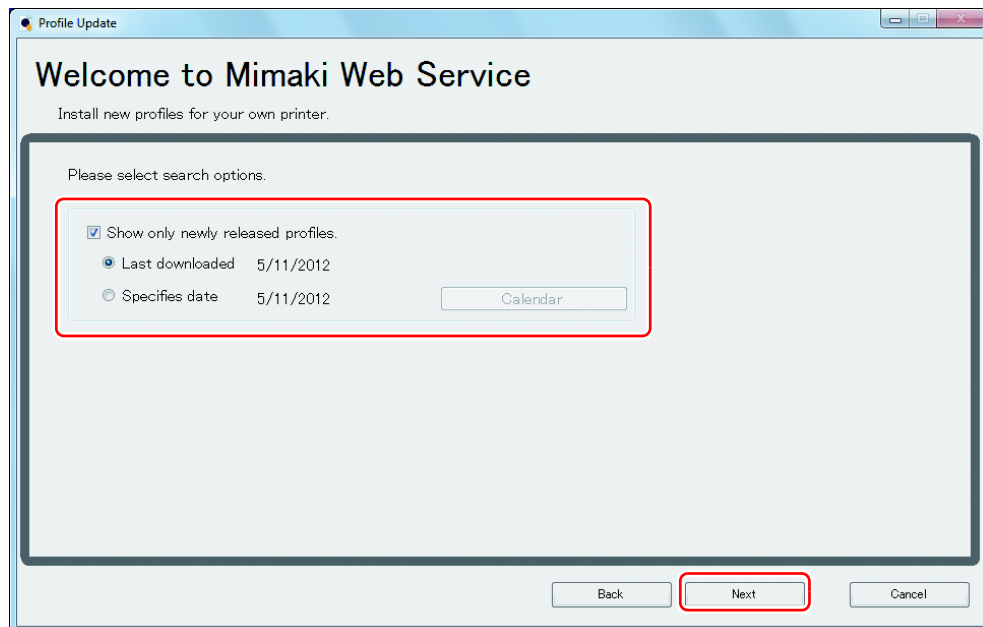 Profile Update
Welcome to Mimaki Web Service
Install new profiles for your own printer.
Please select search options.
Show only newly released profiles.
Last downloaded 5/11/2012
Specifies date 5/11/2012 Calendar
Back Next Cancel